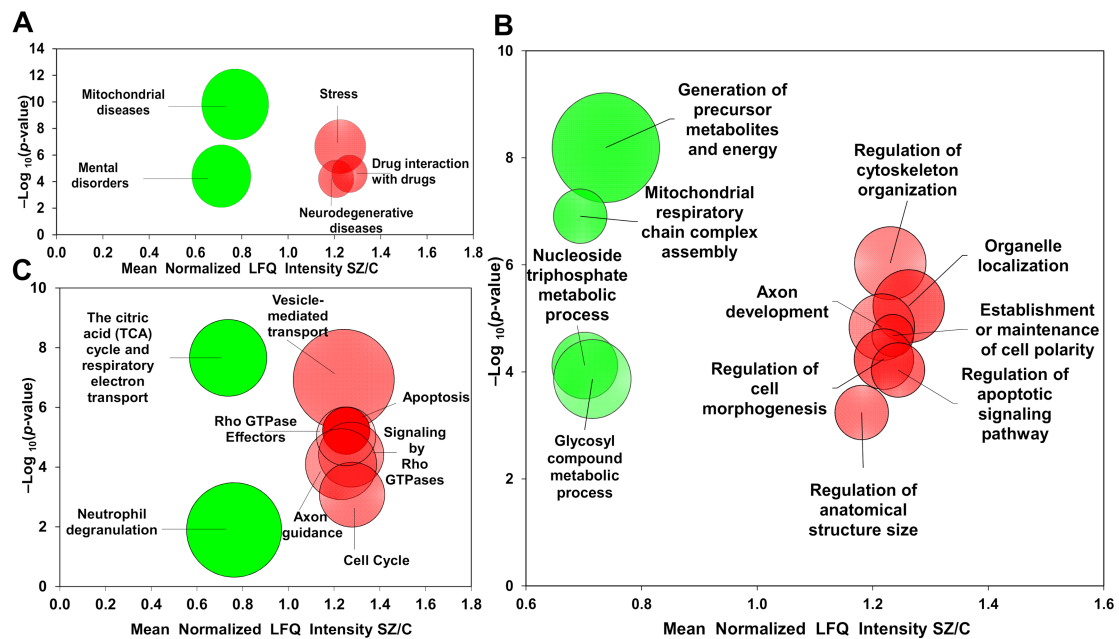 A
14
12
10
8
6
4
2
0
–Log 10(p-value)
Mitochondrial
diseases
Mental
disorders
Stress
Drug interaction
with drugs
Neurodegenerative
diseases
0.0 0.2 0.4 0.6 0.8 1.0 1.2 1.4 1.6 1.8
Mean Normalized LFQ Intensity SZ/C
C
10
8
6
4
2
0
–Log 10(p-value)
The citric
acid (TCA)
cycle and
respiratory
electron
transport
Vesicle-
mediated
transport
Apoptosis
Rho GTPase
Effectors
Signaling
by
Rho
GTPases
Neutrophil
degranulation
Axon
guidance
Cell Cycle
0.0 0.2 0.4 0.6 0.8 1.0 1.2 1.4 1.6 1.8
Mean Normalized LFQ Intensity SZ/C
B
10
8
6
4
2
0
–Log 10(p-value)
Generation of
precursor
metabolites
and energy
Mitochondrial
respiratory
chain complex
assembly
Nucleoside
triphosphate
metabolic
process
Glycosyl
compound
metabolic
process
Regulation of
cytoskeleton
organization
Organelle
localization
Axon
development
Establishment
or maintenance
of cell polarity
Regulation of
cell
morphogenesis
Regulation of
apoptotic
signaling
pathway
Regulation of
anatomical
structure size
0.6 0.8 1.0 1.2 1.4 1.6
Mean Normalized LFQ Intensity SZ/C